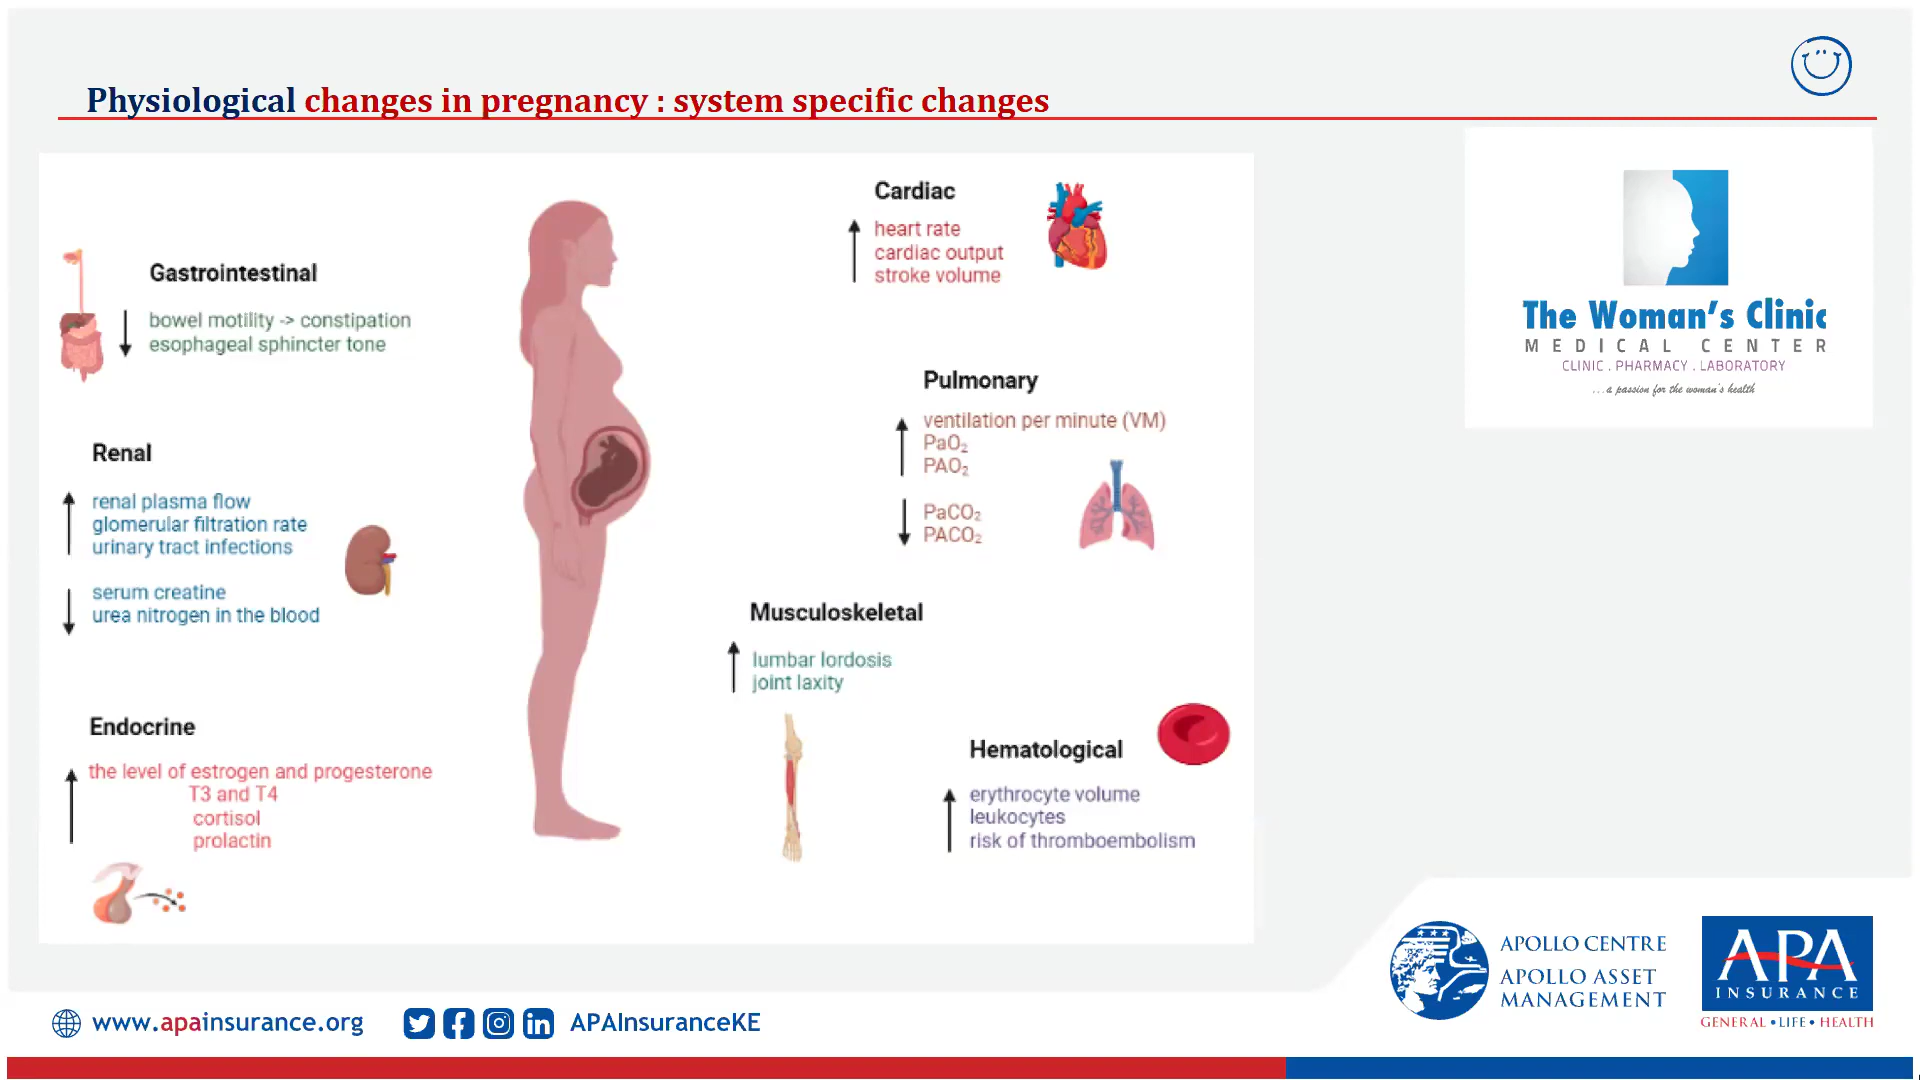 Physiological changes in pregnancy : system specific changes
Gastrointestinal
bowel motility -> constipation
esophageal sphincter tone
Renal
renal plasma flow
glomerular filtration rate
urinary tract infections
serum creatine
urea nitrogen in the blood
Endocrine
the level of estrogen and progesterone
T3 and T4
cortisol
prolactin
Cardiac
heart rate
cardiac output
stroke volume
Pulmonary
ventilation per minute (VM)
PaO₂
PAO₂
PaCO₂
PACO₂
Musculoskeletal
lumbar lordosis
joint laxity
Hematological
erythrocyte volume
leukocytes
risk of thromboembolism
The Woman's Clinic
MEDICAL CENTER
CLINIC . PHARMACY . LABORATORY
...a passion for the woman's health
APOLLO CENTRE
APOLLO ASSET
MANAGEMENT
APA
INSURANCE
GENERAL • LIFE • HEALTH
www.apainsurance.org
APAInsuranceKE